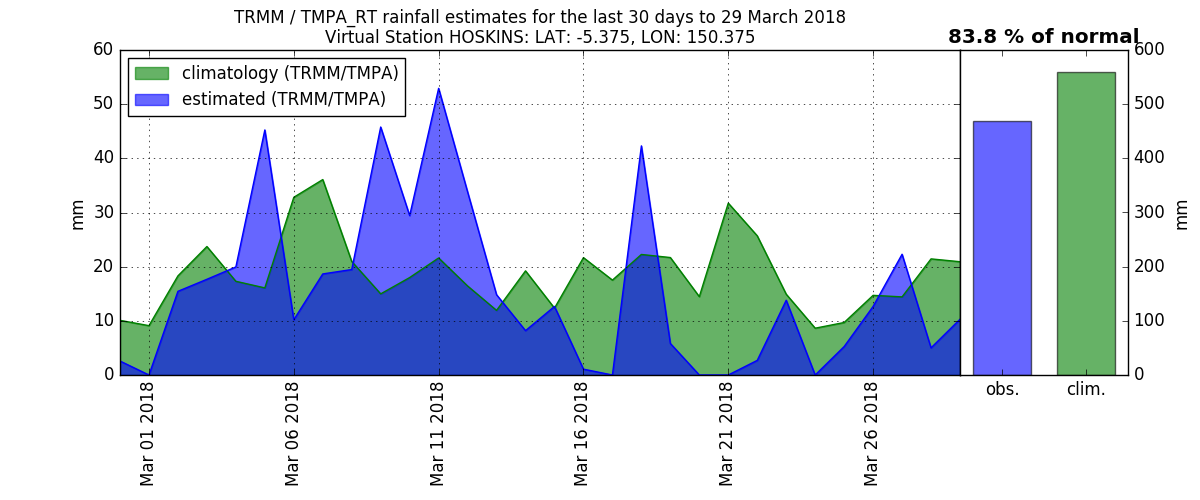 TRMM / TMPA_RT rainfall estimates for the last 30 days to 29 March 2018
Virtual Station HOSKINS: LAT: -5.375, LON: 150.375
83.8 % of normal
climatology (TRMM/TMPA)
estimated (TRMM/TMPA)
mm
60
50
40
30
20
10
0
Mar 01 2018
Mar 06 2018
Mar 11 2018
Mar 16 2018
Mar 21 2018
Mar 26 2018
obs.
clim.
600
500
400
300
200
100
0
mm